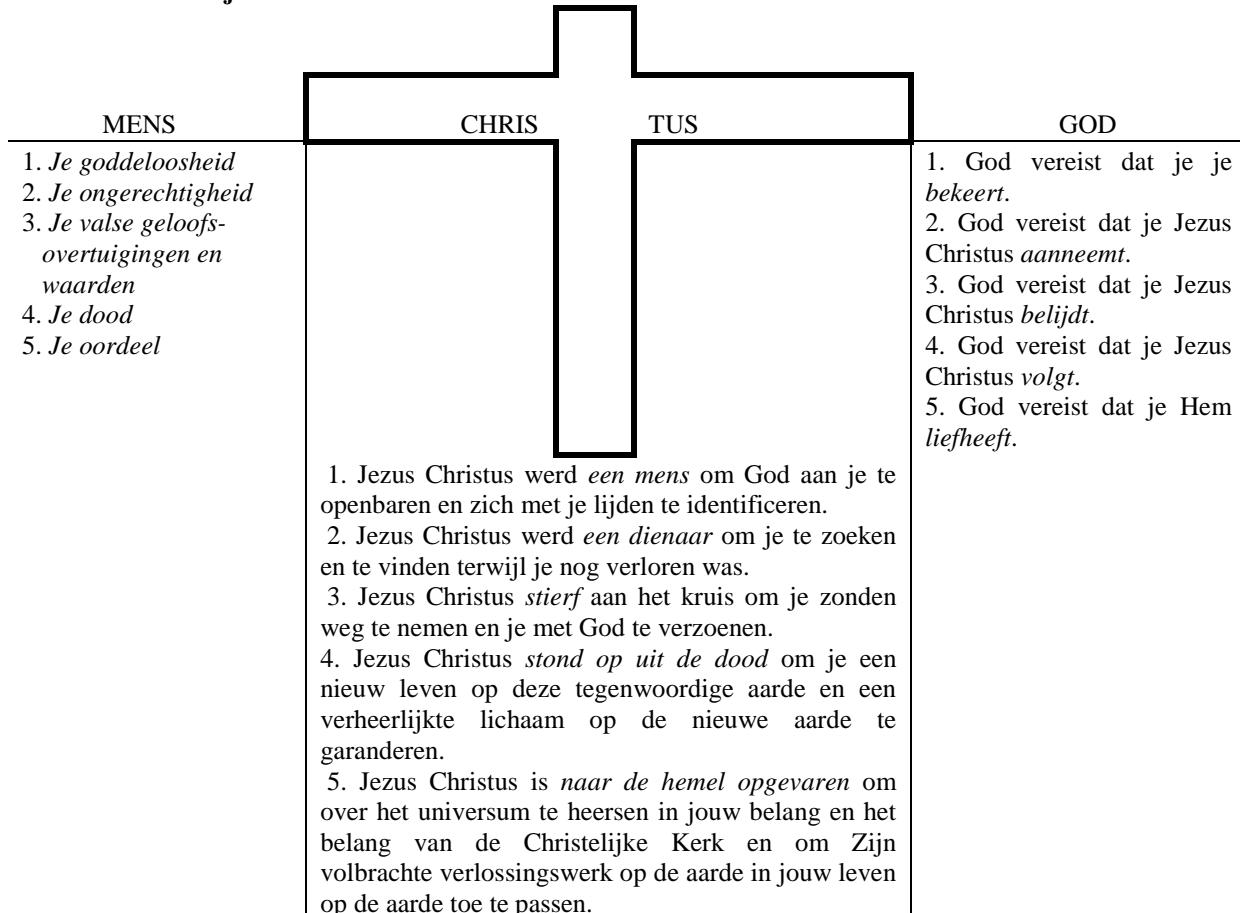 MENS
CHRIS TUS
GOD
1. Je goddeloosheid
2. Je ongerechtigheid
3. Je valse geloofs-
overtuigingen en
waarden
4. Je dood
5. Je oordeel
1. Jezus Christus werd een mens om God aan je te
openbaren en zich met je lijden te identificeren.
2. Jezus Christus werd een dienaar om je te zoeken
en te vinden terwijl je nog verloren was.
3. Jezus Christus stierf aan het kruis om je zonden
weg te nemen en je met God te verzoenen.
4. Jezus Christus stond op uit de dood om je een
nieuw leven op deze tegenwoordige aarde en een
verheerlijkte lichaam op de nieuwe aarde te
garanderen.
5. Jezus Christus is naar de hemel opgevaren om
over het universum te heersen in jouw belang en het
belang van de Christelijke Kerk en om Zijn
volbrachte verlossingswerk op de aarde in jouw leven
op de aarde toe te passen.
1. God vereist dat je je
bekeert.
2. God vereist dat je Jezus
Christus aanneemt.
3. God vereist dat je Jezus
Christus belijdt.
4. God vereist dat je Jezus
Christus volgt.
5. God vereist dat je Hem
liefheeft.